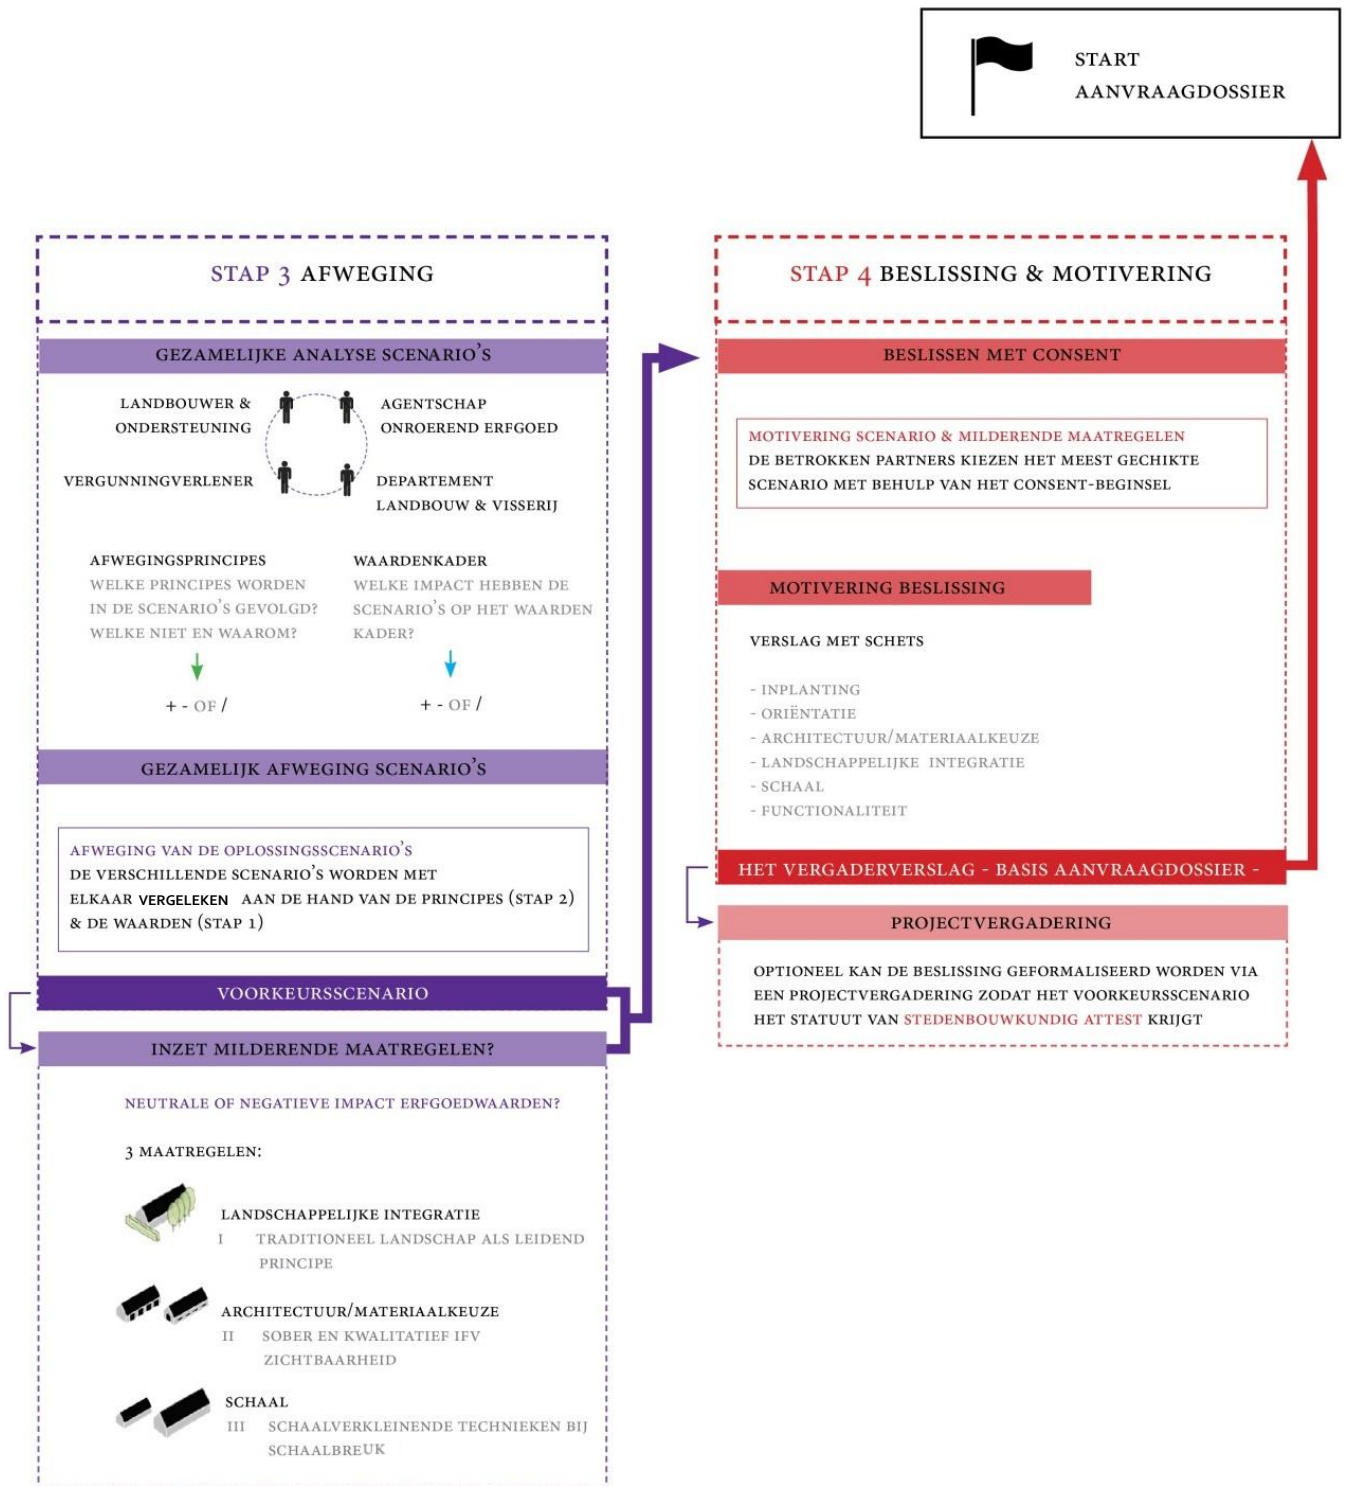 START
AANVRAAGDOSSIER
STAP 3 AFWEGING
GEZAMELIJKE ANALYSE SCENARIO'S
LANDBOUWER &
ONDERSTEUNING
AGENTSCHAP
ONROEREND ERFGOED
VERGUNNINGVERLENER
DEPARTEMENT
LANDBOUW & VISSERIJ
AFWEGINGSPRINCIPES
WELKE PRINCIPES WORDEN
IN DE SCENARIO'S GEVOLGD?
WELKE NIET EN WAAROM?
+ - OF /
WAARDENKADER
WELKE IMPACT HEBBEN DE
SCENARIO'S OP HET WAARDEN
KADER?
+ - OF /
GEZAMELIJK AFWEGING SCENARIO'S
AFWEGING VAN DE OPLOSSINGSSCENARIO'S
DE VERSCHILLENDE SCENARIO'S WORDEN MET
ELKAAR VERGELEKEN AAN DE HAND VAN DE PRINCIPES (STAP 2)
& DE WAARDEN (STAP 1)
VOORKEURSSCENARIO
INZET MILDERENDE MAATREGELEN?
NEUTRALE OF NEGATIEVE IMPACT ERFGOEDWAARDEN?
3 MAATREGELEN:
LANDSCHAPPELIJKE INTEGRATIE
I TRADITIONEEL LANDSCHAP ALS LEIDEND
PRINCIPE
ARCHITECTUUR/MATERIAALKEUZE
II SOBER EN KWALITATIEF IFV
ZICHTBAARHEID
SCHAAL
III SCHAALVERKLEINENDE TECHNIEKEN BIJ
SCHAALBREUK
STAP 4 BESLISSING & MOTIVERING
BESLISSEN MET CONSENT
MOTIVERING SCENARIO & MILDERENDE MAATREGELEN
DE BETROKKEN PARTNERS KIEZEN HET MEEST GECHIKTE
SCENARIO MET BEHULP VAN HET CONSENT-BEGINSEL
MOTIVERING BESLISSING
VERSLAG MET SCHETS
- INPLANTING
- ORIËNTATIE
- ARCHITECTUUR/MATERIAALKEUZE
- LANDSCHAPPELIJKE INTEGRATIE
- SCHAAL
- FUNCTIONALITEIT
HET VERGADERVERSLAG - BASIS AANVRAAGDOSSIER -
PROJECTVERGADERING
OPTIONEEL KAN DE BESLISSING GEFORMALISEERD WORDEN VIA
EEN PROJECTVERGADERING ZODAT HET VOORKEURSSCENARIO
HET STATUUT VAN STEDENBOUWKUNDIG ATTEST KRIJGT